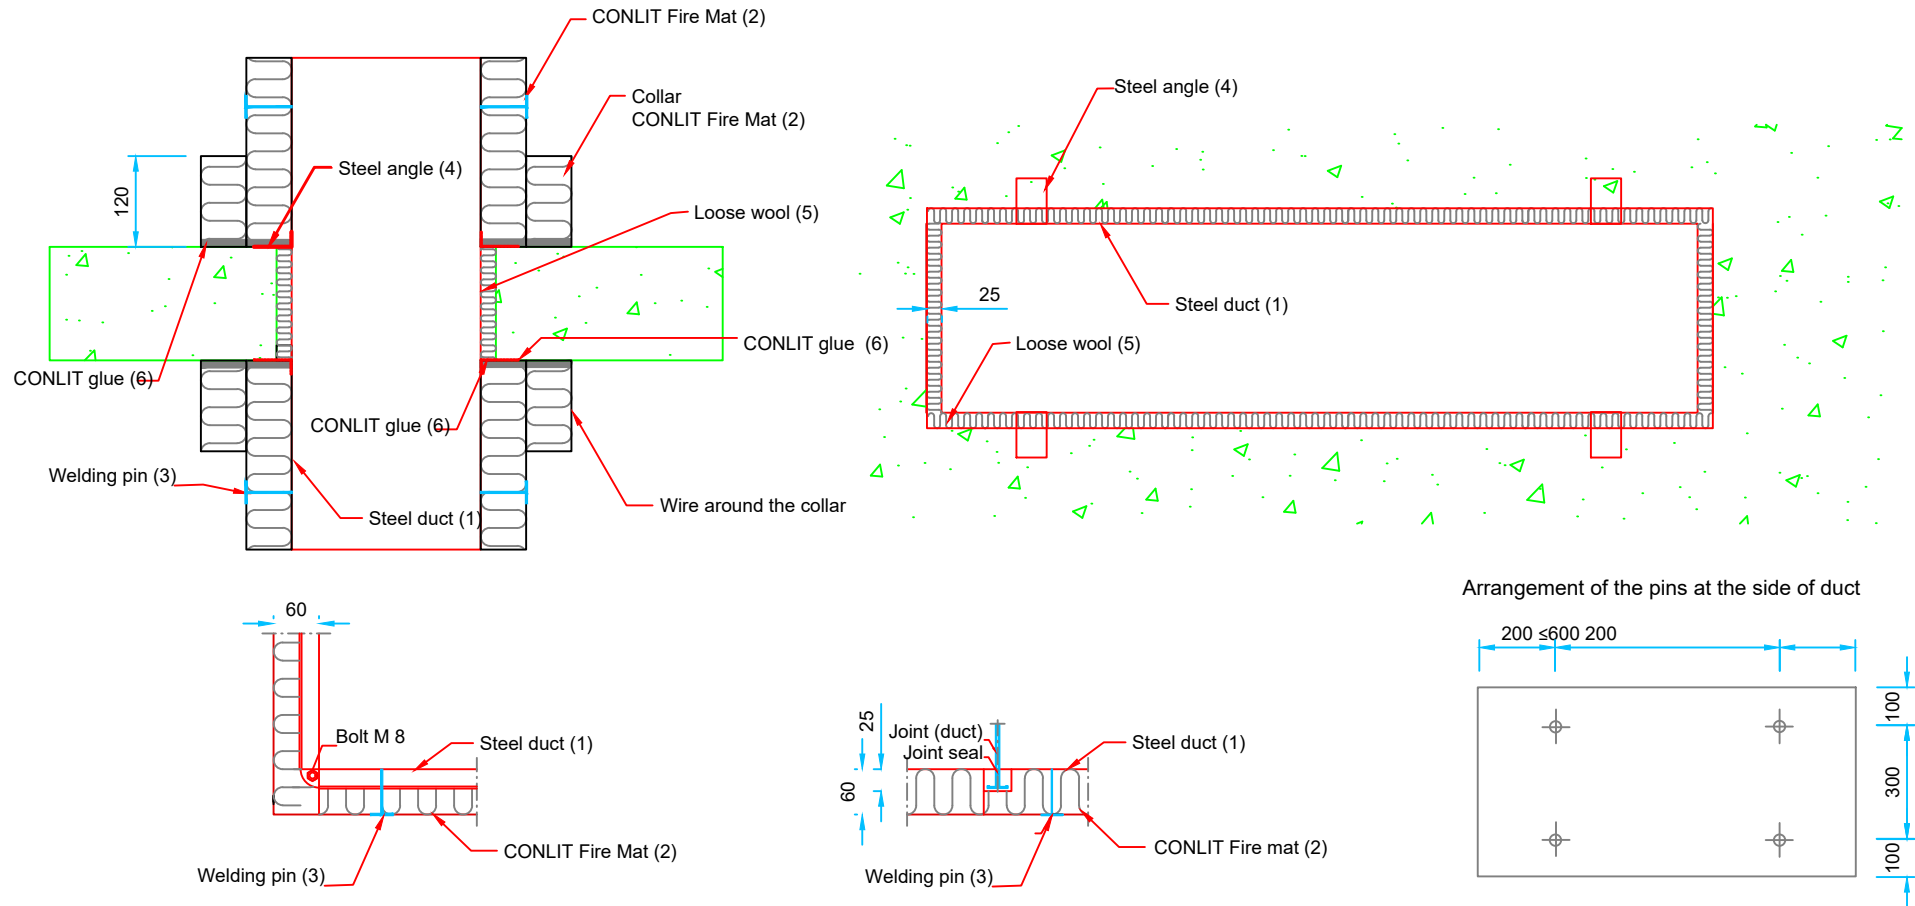 CONLIT Fire Mat (2)
Collar
CONLIT Fire Mat (2)
Steel angle (4)
120
Loose wool (5)
CONLIT glue (6)
CONLIT glue (6)
CONLIT glue (6)
Welding pin (3)
Steel duct (1)
Wire around the collar
Steel angle (4)
25
Steel duct (1)
Loose wool (5)
60
Bolt M 8
Steel duct (1)
CONLIT Fire Mat (2)
Welding pin (3)
25
60
Joint (duct)
Joint seal
Steel duct (1)
CONLIT Fire mat (2)
Welding pin (3)
Arrangement of the pins at the side of duct
200 ≤600 200
100
300
100